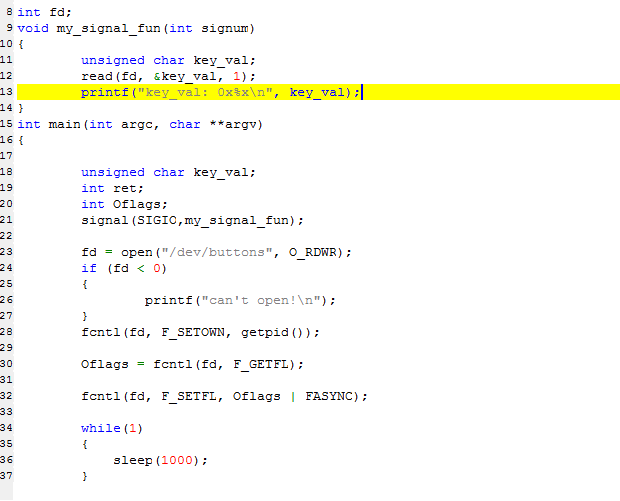 8 int fd;
9 void my_signal_fun(int signum)
10 {
11 unsigned char key_val;
12 read(fd, &key_val, 1);
13 printf("key_val: 0x%x\n", key_val);
14 }
15 int main(int argc, char **argv)
16 {
17
18 unsigned char key_val;
19 int ret;
20 int Oflags;
21 signal(SIGIO,my_signal_fun);
22
23 fd = open("/dev/buttons", O_RDWR);
24 if (fd < 0)
25 {
26 printf("can't open!\n");
27 }
28 fcntl(fd, F_SETOWN, getpid());
29
30 Oflags = fcntl(fd, F_GETFL);
31
32 fcntl(fd, F_SETFL, Oflags | FASYNC);
33
34 while(1)
35 {
36 sleep(1000);
37 }